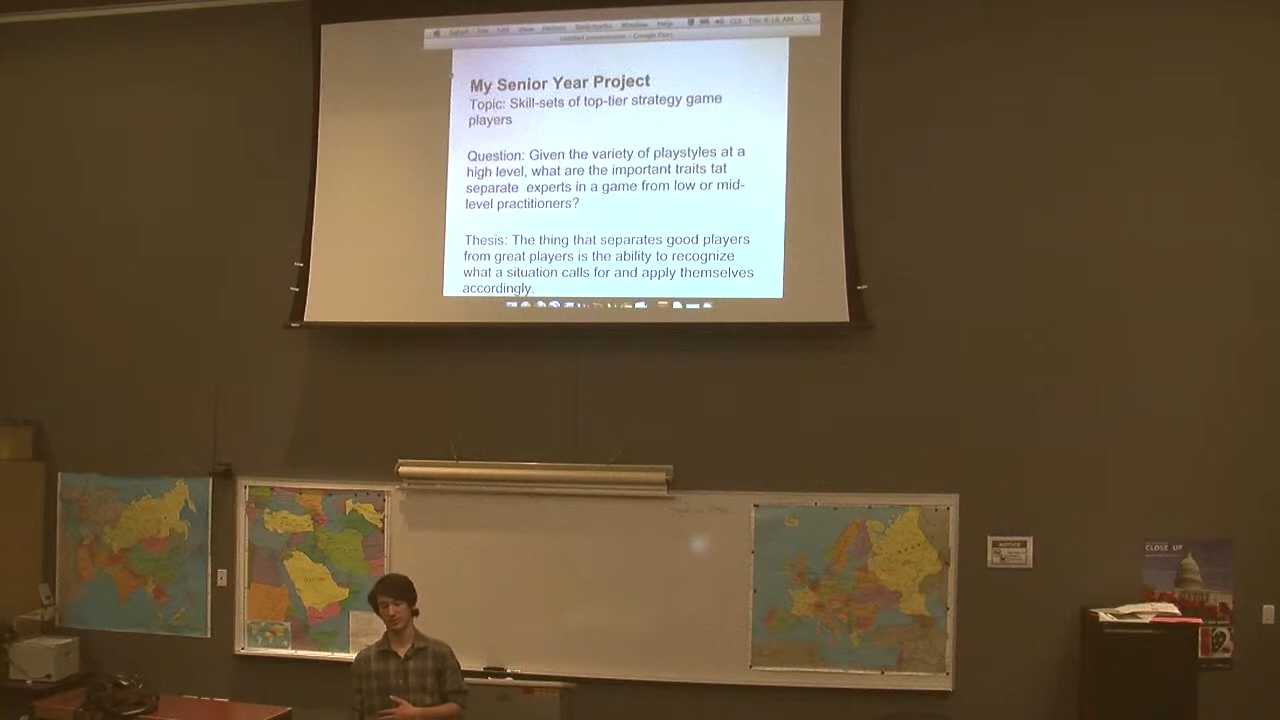 My Senior Year Project
Topic: Skill-sets of top-tier strategy game
players
Question: Given the variety of playstyles at a
high level, what are the important traits tat
separate experts in a game from low or mid-
level practitioners?
Thesis: The thing that separates good players
from great players is the ability to recognize
what a situation calls for and apply themselves
accordingly.
NOTICE
CLOSE UP